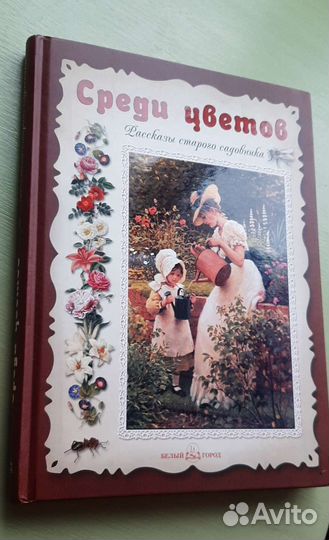 Среди цветов
Рассказы старого садовника
БЕЛЫЙ ГОРОД
Avito